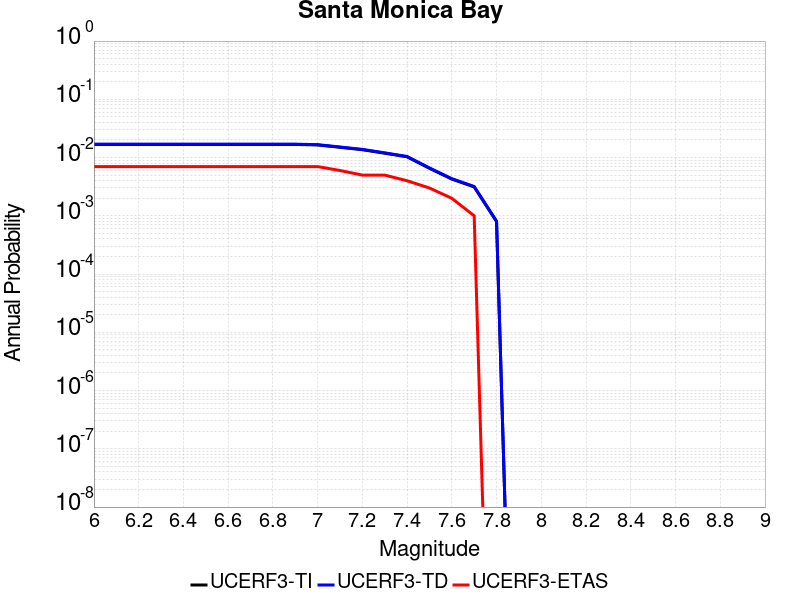 Santa Monica Bay
10^0
10^-1
10^-2
10^-3
10^-4
10^-5
10^-6
10^-7
10^-8
Annual Probability
6 6.2 6.4 6.6 6.8 7 7.2 7.4 7.6 7.8 8 8.2 8.4 8.6 8.8 9
Magnitude
UCERF3-TI UCERF3-TD UCERF3-ETAS